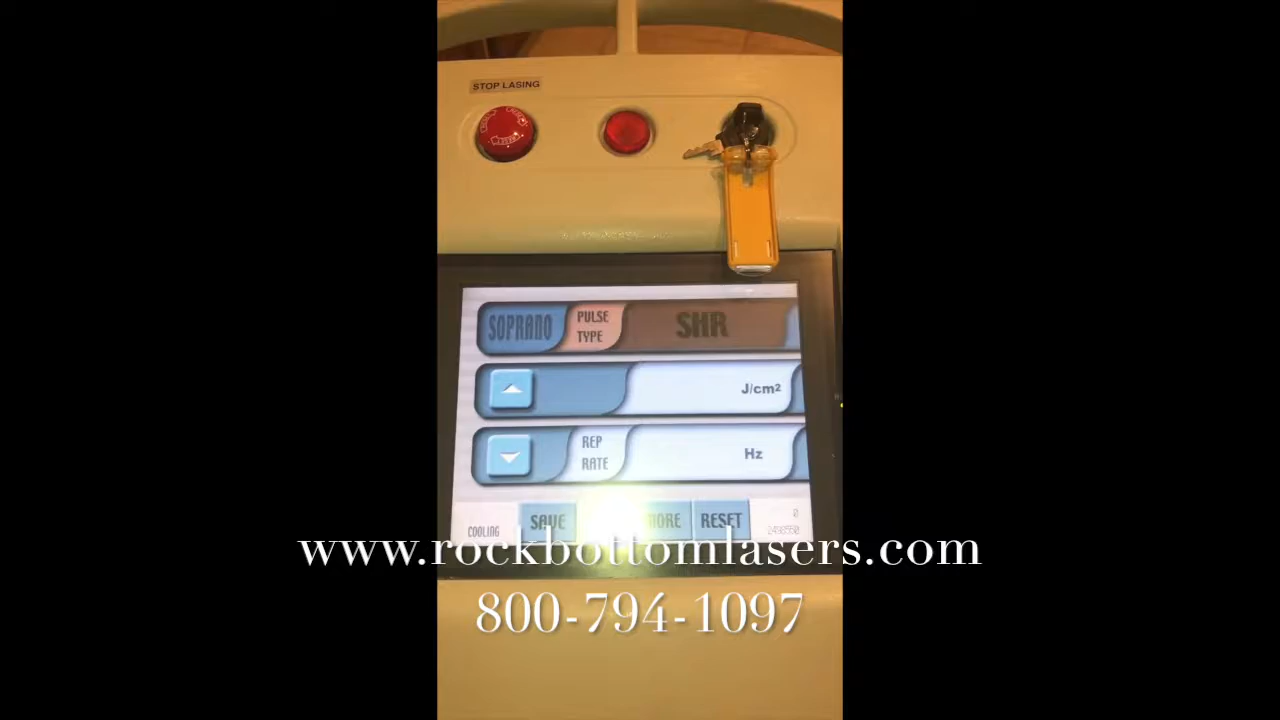 STOP LASING
SOPRANO
PULSE
TYPE
SHR
J/cm2
REP
RATE
Hz
COOLING
SAVE
RESET
0
www.rockbottomlasers.com
800-794-1097